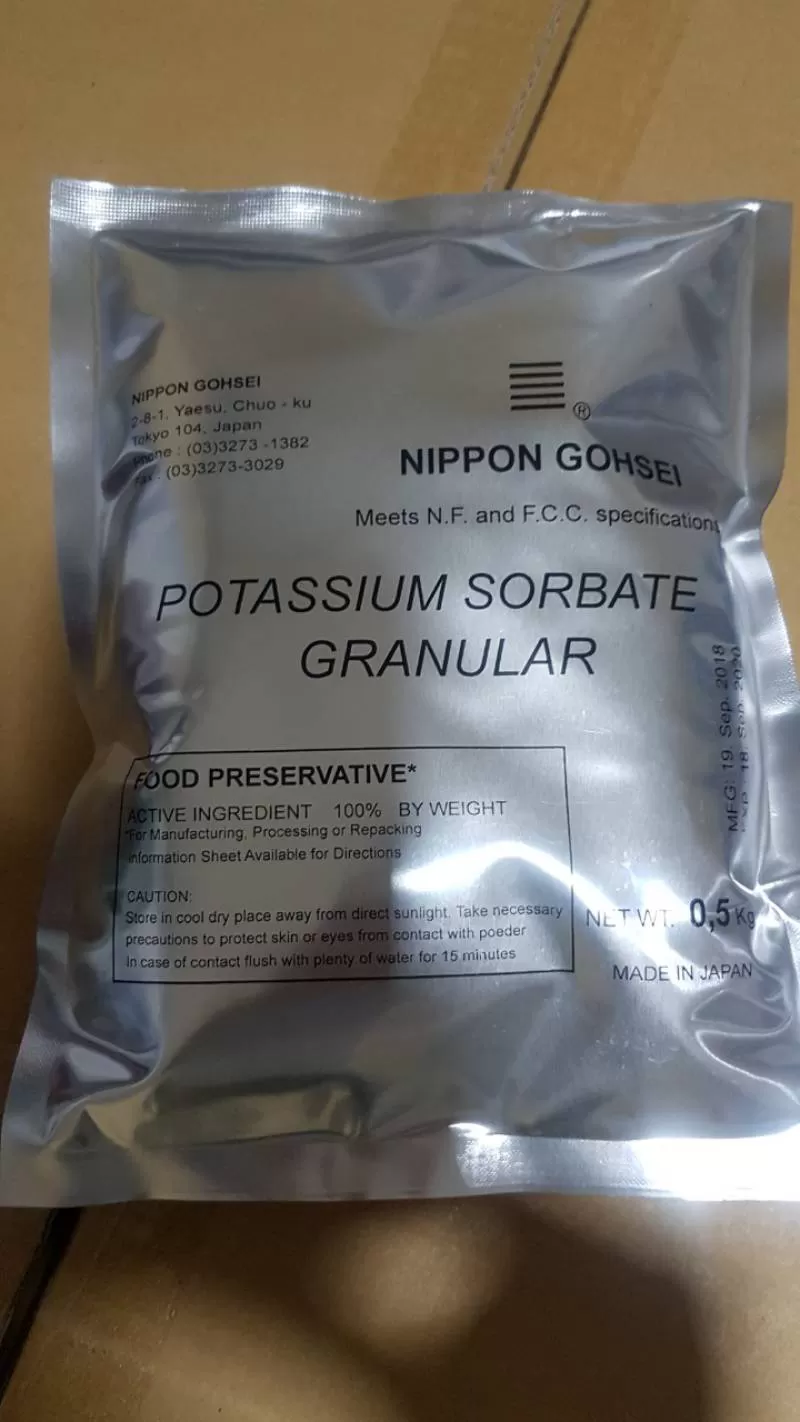 NIPPON GOHSEI
2-8-1, Yaesu, Chuo - ku
Tokyo 104, Japan
Phone : (03)3273 -1382
Fax : (03)3273-3029
®
NIPPON GOHSEI
Meets N.F. and F.C.C. specifications
POTASSIUM SORBATE
GRANULAR
MFG: 19. Sep. 2018
18. Sep. 2020
FOOD PRESERVATIVE*
ACTIVE INGREDIENT 100% BY WEIGHT
*For Manufacturing, Processing or Repacking
Information Sheet Available for Directions
CAUTION:
Store in cool dry place away from direct sunlight. Take necessary
precautions to protect skin or eyes from contact with poeder
In case of contact flush with plenty of water for 15 minutes
NET WT. 0,5 Kg
MADE IN JAPAN